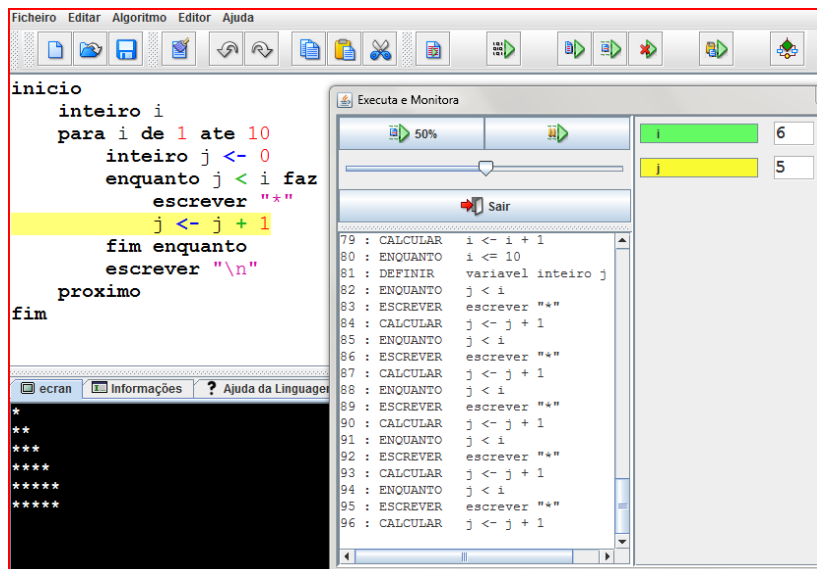 Ficheiro Editar Algoritmo Editor Ajuda
inicio
inteiro i
para i de 1 ate 10
inteiro j <- 0
enquanto j < i faz
escrever "*"
j <- j + 1
fim enquanto
escrever "\n"
proximo
fim
Executa e Monitora
50%
Sair
i 6
j 5
79 : CALCULAR i <- i + 1
80 : ENQUANTO i <= 10
81 : DEFINIR variavel inteiro j
82 : ENQUANTO j < i
83 : ESCREVER escrever "*"
84 : CALCULAR j <- j + 1
85 : ENQUANTO j < i
86 : ESCREVER escrever "*"
87 : CALCULAR j <- j + 1
88 : ENQUANTO j < i
89 : ESCREVER escrever "*"
90 : CALCULAR j <- j + 1
91 : ENQUANTO j < i
92 : ESCREVER escrever "*"
93 : CALCULAR j <- j + 1
94 : ENQUANTO j < i
95 : ESCREVER escrever "*"
96 : CALCULAR j <- j + 1
ecran Informações ? Ajuda da Linguager
*
**
***
****
*****
*****